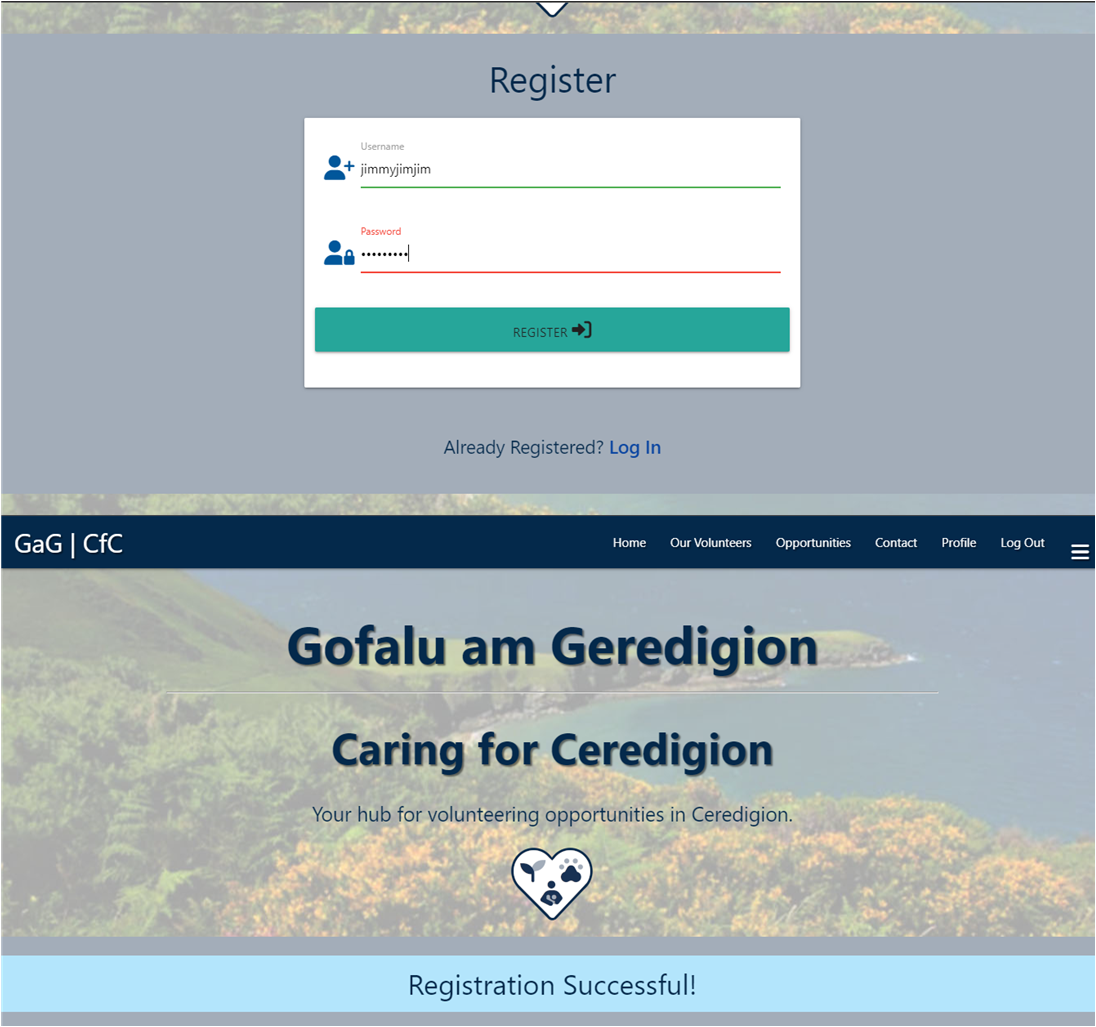 Register
Username
jimmyjimjim
Password
•••••••••
REGISTER
Already Registered? Log In
GaG | CfC
Home Our Volunteers Opportunities Contact Profile Log Out
Gofalu am Geredigion
Caring for Ceredigion
Your hub for volunteering opportunities in Ceredigion.
Registration Successful!